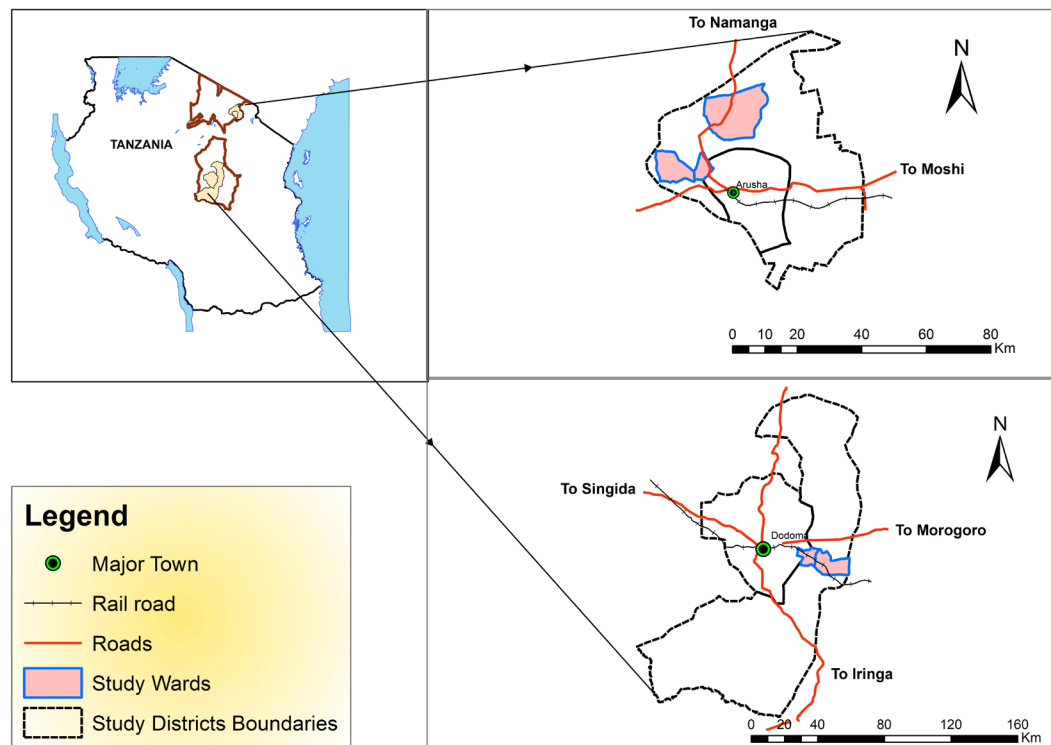 TANZANIA
To Namanga
N
To Moshi
Arusha
0 10 20 40 60 80
Km
N
To Singida
Dodoma
To Morogoro
To Iringa
0 20 40 80 120 160
Km
Legend
Major Town
Rail road
Roads
Study Wards
Study Districts Boundaries